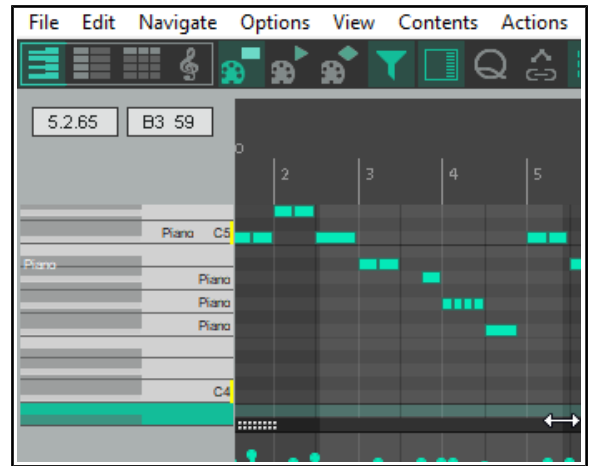 File Edit Navigate Options View Contents Actions
5.2.65 B3 59
2 3 4 5
Piano C5
Piano
Piano
Piano
Piano
C4